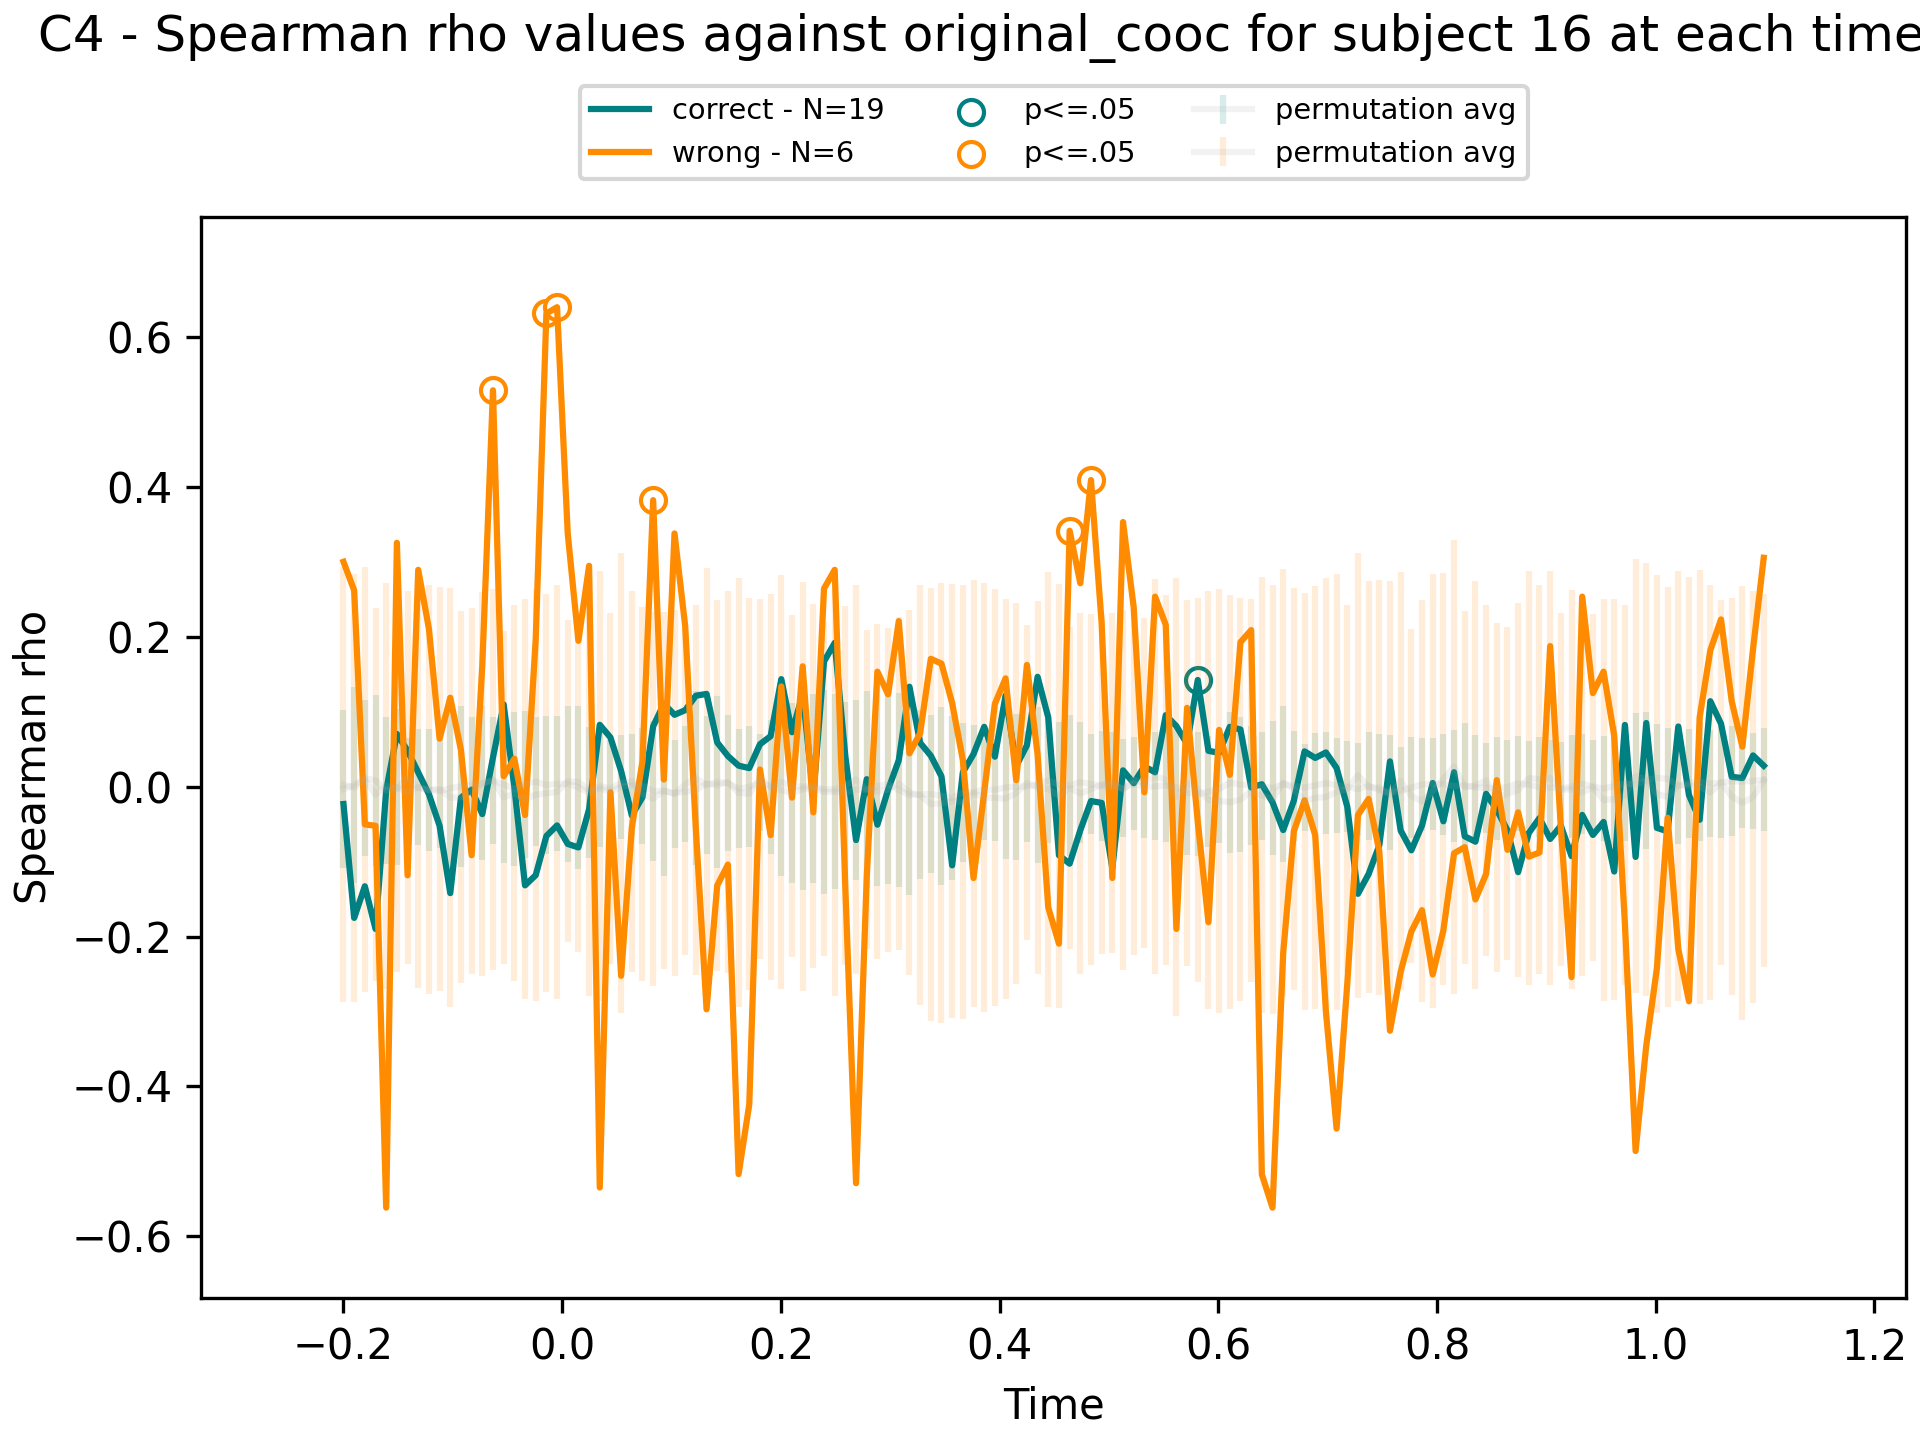 C4 - Spearman rho values against original_cooc for subject 16 at each time
correct - N=19 p<=.05 permutation avg
wrong - N=6 p<=.05 permutation avg
Spearman rho
0.6
0.4
0.2
0.0
−0.2
−0.4
−0.6
−0.2 0.0 0.2 0.4 0.6 0.8 1.0 1.2
Time